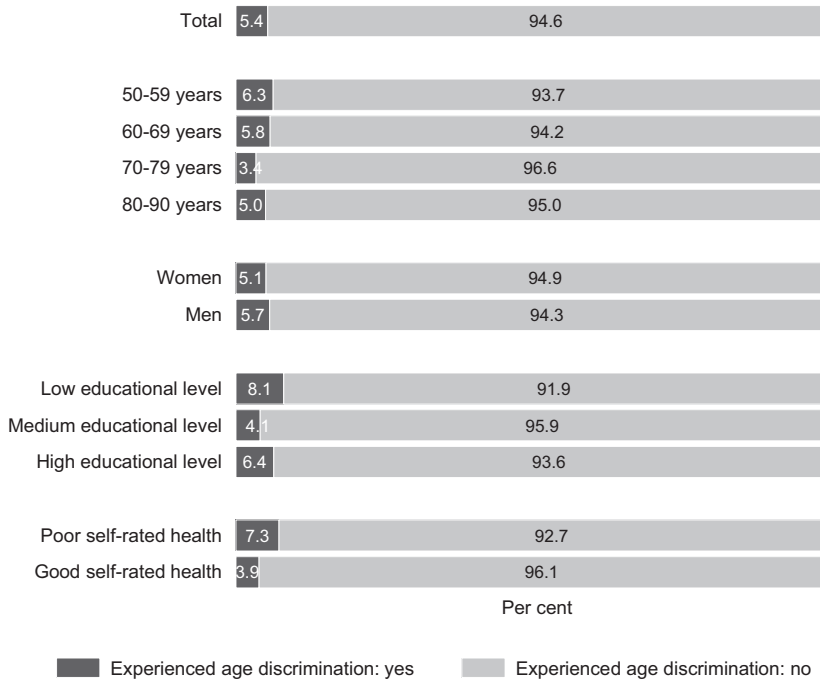 Total 5.4 94.6
50-59 years 6.3 93.7
60-69 years 5.8 94.2
70-79 years 3.4 96.6
80-90 years 5.0 95.0
Women 5.1 94.9
Men 5.7 94.3
Low educational level 8.1 91.9
Medium educational level 4.1 95.9
High educational level 6.4 93.6
Poor self-rated health 7.3 92.7
Good self-rated health 3.9 96.1
Per cent
Experienced age discrimination: yes Experienced age discrimination: no